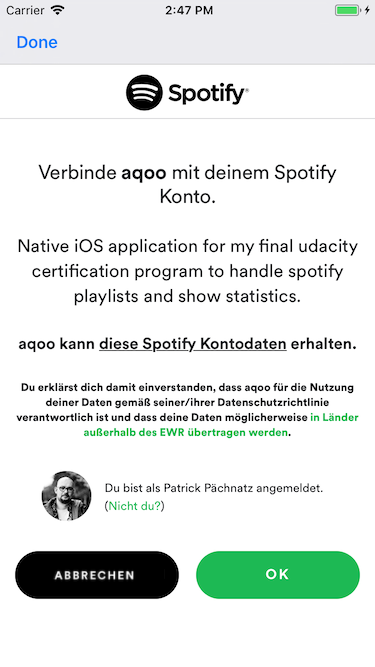 Carrier 2:47 PM
Done
Spotify®
Verbinde aqoo mit deinem Spotify
Konto.
Native iOS application for my final udacity
certification program to handle spotify
playlists and show statistics.
aqoo kann diese Spotify Kontodaten erhalten.
Du erklärst dich damit einverstanden, dass aqoo für die Nutzung
deiner Daten gemäß seiner/ihrer Datenschutzrichtlinie
verantwortlich ist und dass deine Daten möglicherweise in Länder
außerhalb des EWR übertragen werden.
Du bist als Patrick Pächnatz angemeldet.
(Nicht du?)
ABBRECHEN
OK